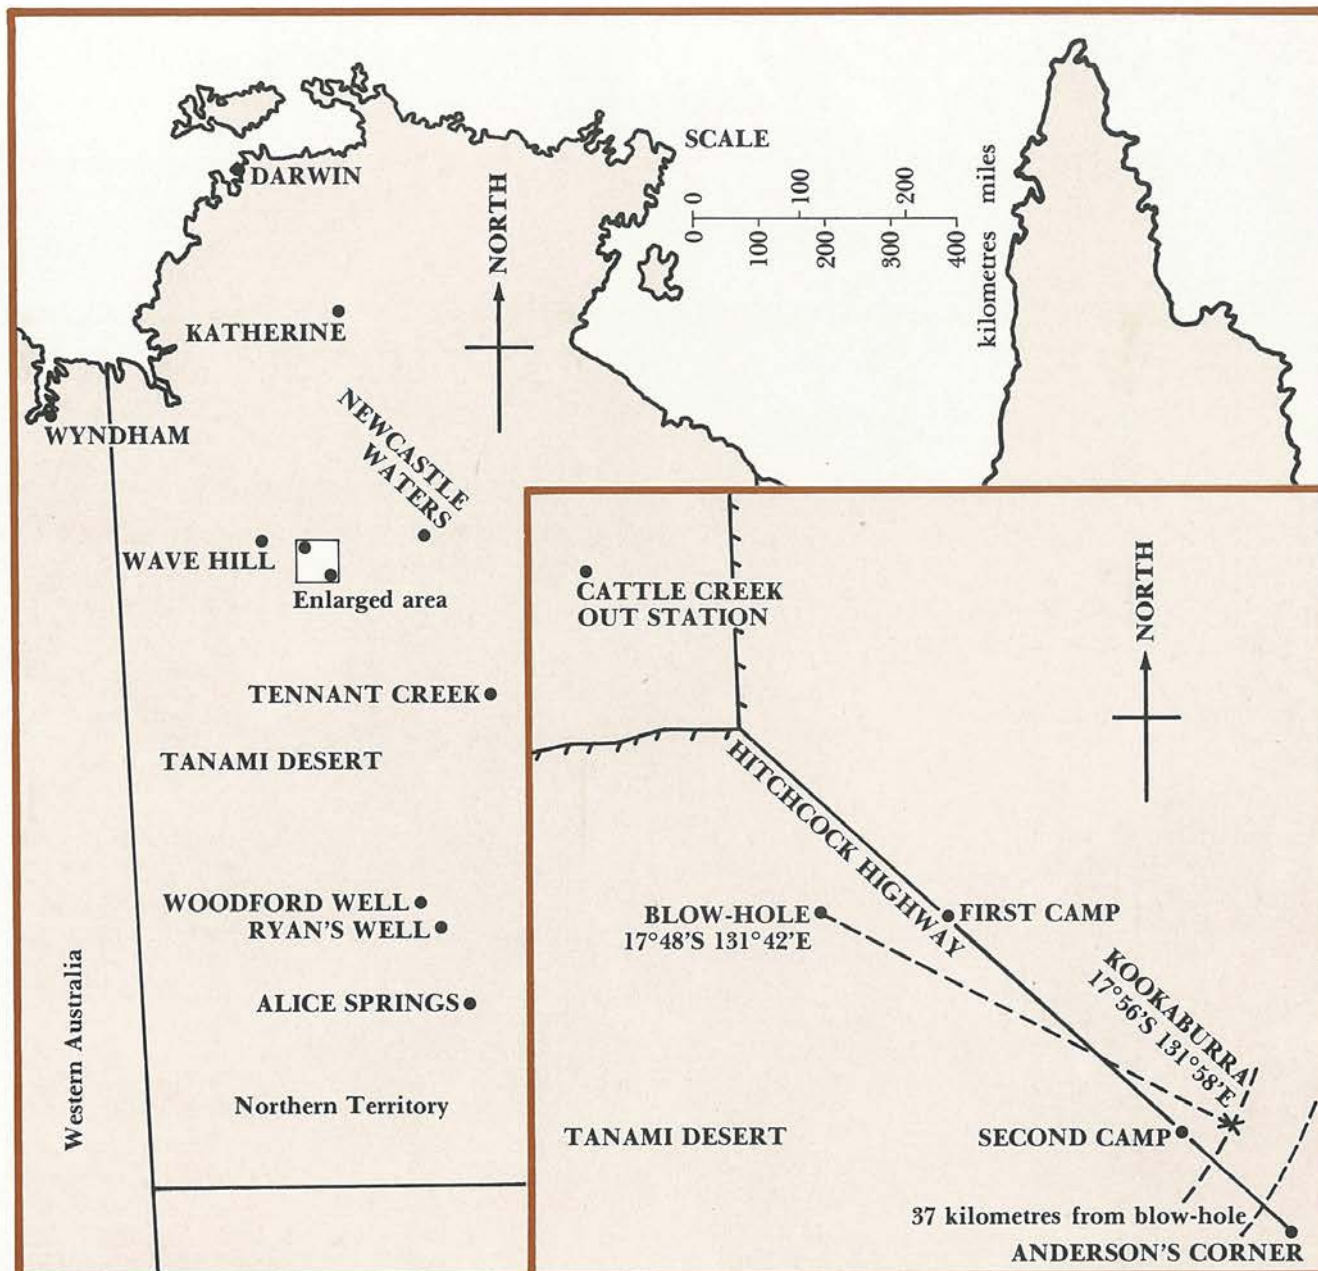 SCALE
0 100 200 miles
0 100 200 300 400 kilometres
DARWIN
NORTH
KATHERINE
NEWCASTLE
WATERS
WYNDHAM
WAVE HILL
Enlarged area
TENNANT CREEK
TANAMI DESERT
WOODFORD WELL
RYAN'S WELL
ALICE SPRINGS
Western Australia
Northern Territory
CATTLE CREEK
OUT STATION
NORTH
HITCHCOCK HIGHWAY
BLOW-HOLE
17°48'S 131°42'E
FIRST CAMP
KOOKABURRA
17°56'S 131°58'E
TANAMI DESERT
SECOND CAMP
37 kilometres from blow-hole
ANDERSON'S CORNER